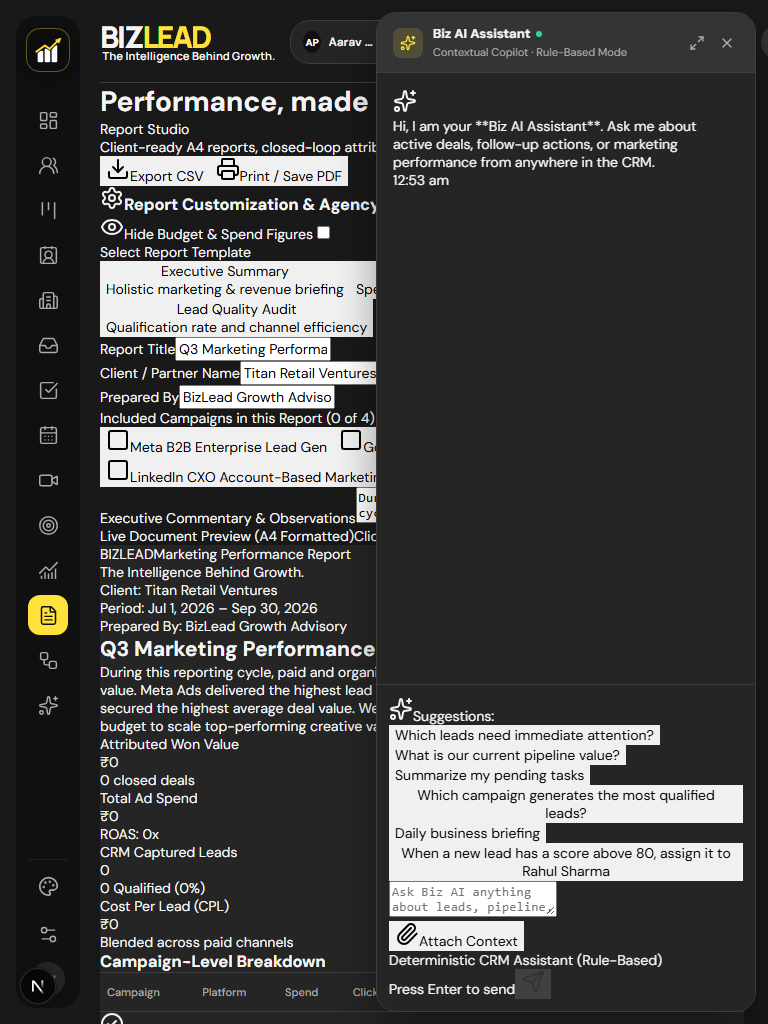 BIZLEAD
The Intelligence Behind Growth.
AP Aarav ...
Performance, made
Report Studio
Client-ready A4 reports, closed-loop attrib
Export CSV Print / Save PDF
Report Customization & Agency
Hide Budget & Spend Figures
Select Report Template
Executive Summary
Holistic marketing & revenue briefing Spe
Lead Quality Audit
Qualification rate and channel efficiency
Report Title Q3 Marketing Performa
Client / Partner Name Titan Retail Ventures
Prepared By BizLead Growth Adviso
Included Campaigns in this Report (0 of 4)
Meta B2B Enterprise Lead Gen Go
LinkedIn CXO Account-Based Marketin
Dur
cyc
Executive Commentary & Observations
Live Document Preview (A4 Formatted)Clic
BIZLEADMarketing Performance Report
The Intelligence Behind Growth.
Client: Titan Retail Ventures
Period: Jul 1, 2026 – Sep 30, 2026
Prepared By: BizLead Growth Advisory
Q3 Marketing Performance
During this reporting cycle, paid and organi
value. Meta Ads delivered the highest lead
secured the highest average deal value. We
budget to scale top-performing creative va
Attributed Won Value
₹0
0 closed deals
Total Ad Spend
₹0
ROAS: 0x
CRM Captured Leads
0
0 Qualified (0%)
Cost Per Lead (CPL)
₹0
Blended across paid channels
Campaign-Level Breakdown
Campaign Platform Spend Click
N
Biz AI Assistant
Contextual Copilot · Rule-Based Mode
Hi, I am your **Biz AI Assistant**. Ask me about
active deals, follow-up actions, or marketing
performance from anywhere in the CRM.
12:53 am
Suggestions:
Which leads need immediate attention?
What is our current pipeline value?
Summarize my pending tasks
Which campaign generates the most qualified
leads?
Daily business briefing
When a new lead has a score above 80, assign it to
Rahul Sharma
Ask Biz AI anything
about leads, pipeline,
Attach Context
Deterministic CRM Assistant (Rule-Based)
Press Enter to send